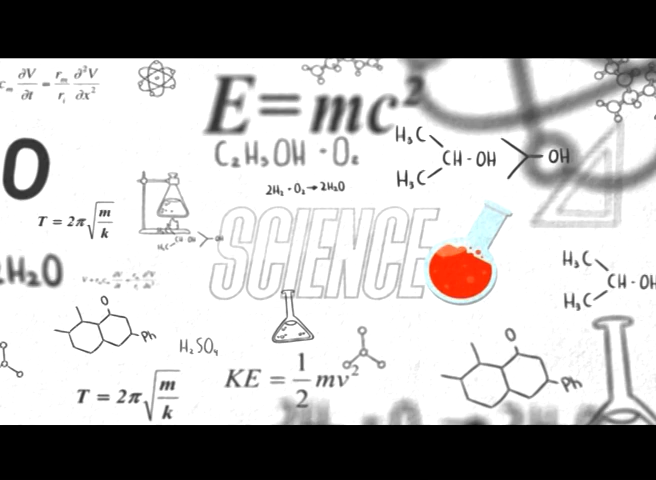 ∂V/∂t = r_m/r_i ∂²V/∂x²
E=mc²
C₂H₅OH · O₂
H₃C
CH - OH
H₃C
OH
O
2H₂ - O₂ → 2H₂O
T = 2π√(m/k)
SCIENCE
H₂O
H₃C
CH - OH
H₃C
O
Ph
H₂SO₄
KE = 1/2 mv²
T = 2π√(m/k)
O
Ph